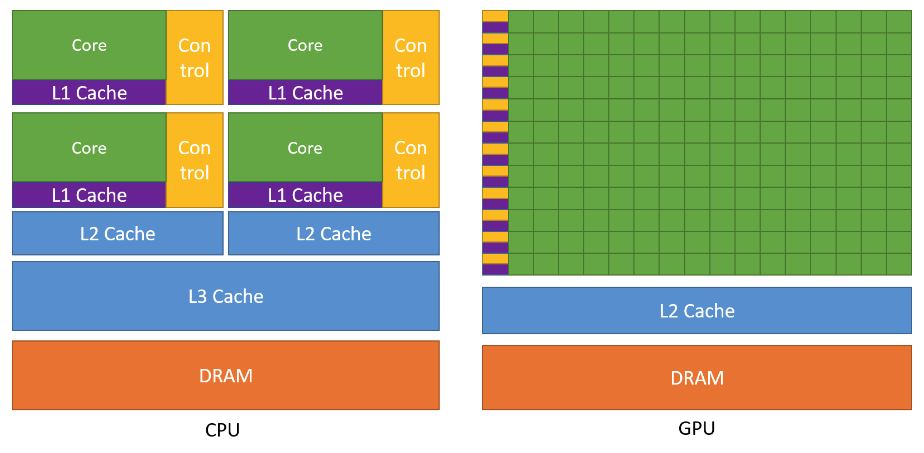 Core
Con
trol
L1 Cache
Core
Con
trol
L1 Cache
Core
Con
trol
L1 Cache
Core
Con
trol
L1 Cache
L2 Cache
L2 Cache
L3 Cache
DRAM
CPU
L2 Cache
DRAM
GPU